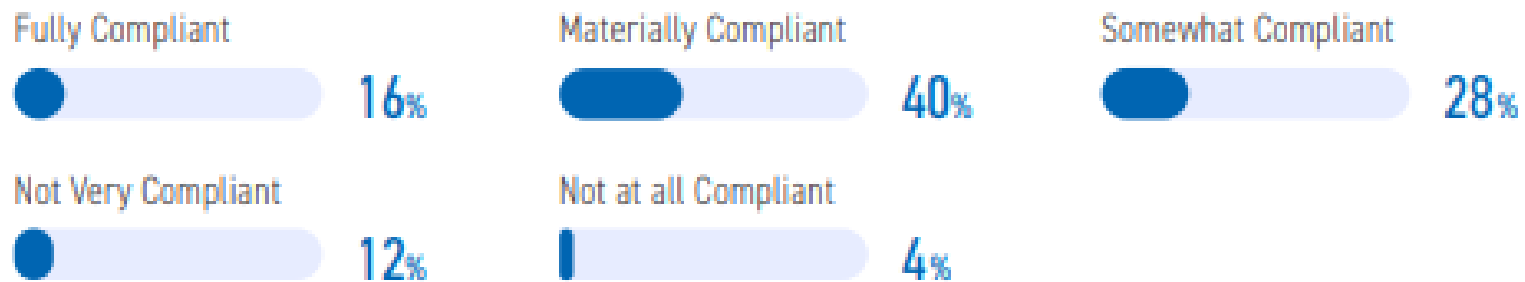 Fully Compliant
16%
Materially Compliant
40%
Somewhat Compliant
28%
Not Very Compliant
12%
Not at all Compliant
4%